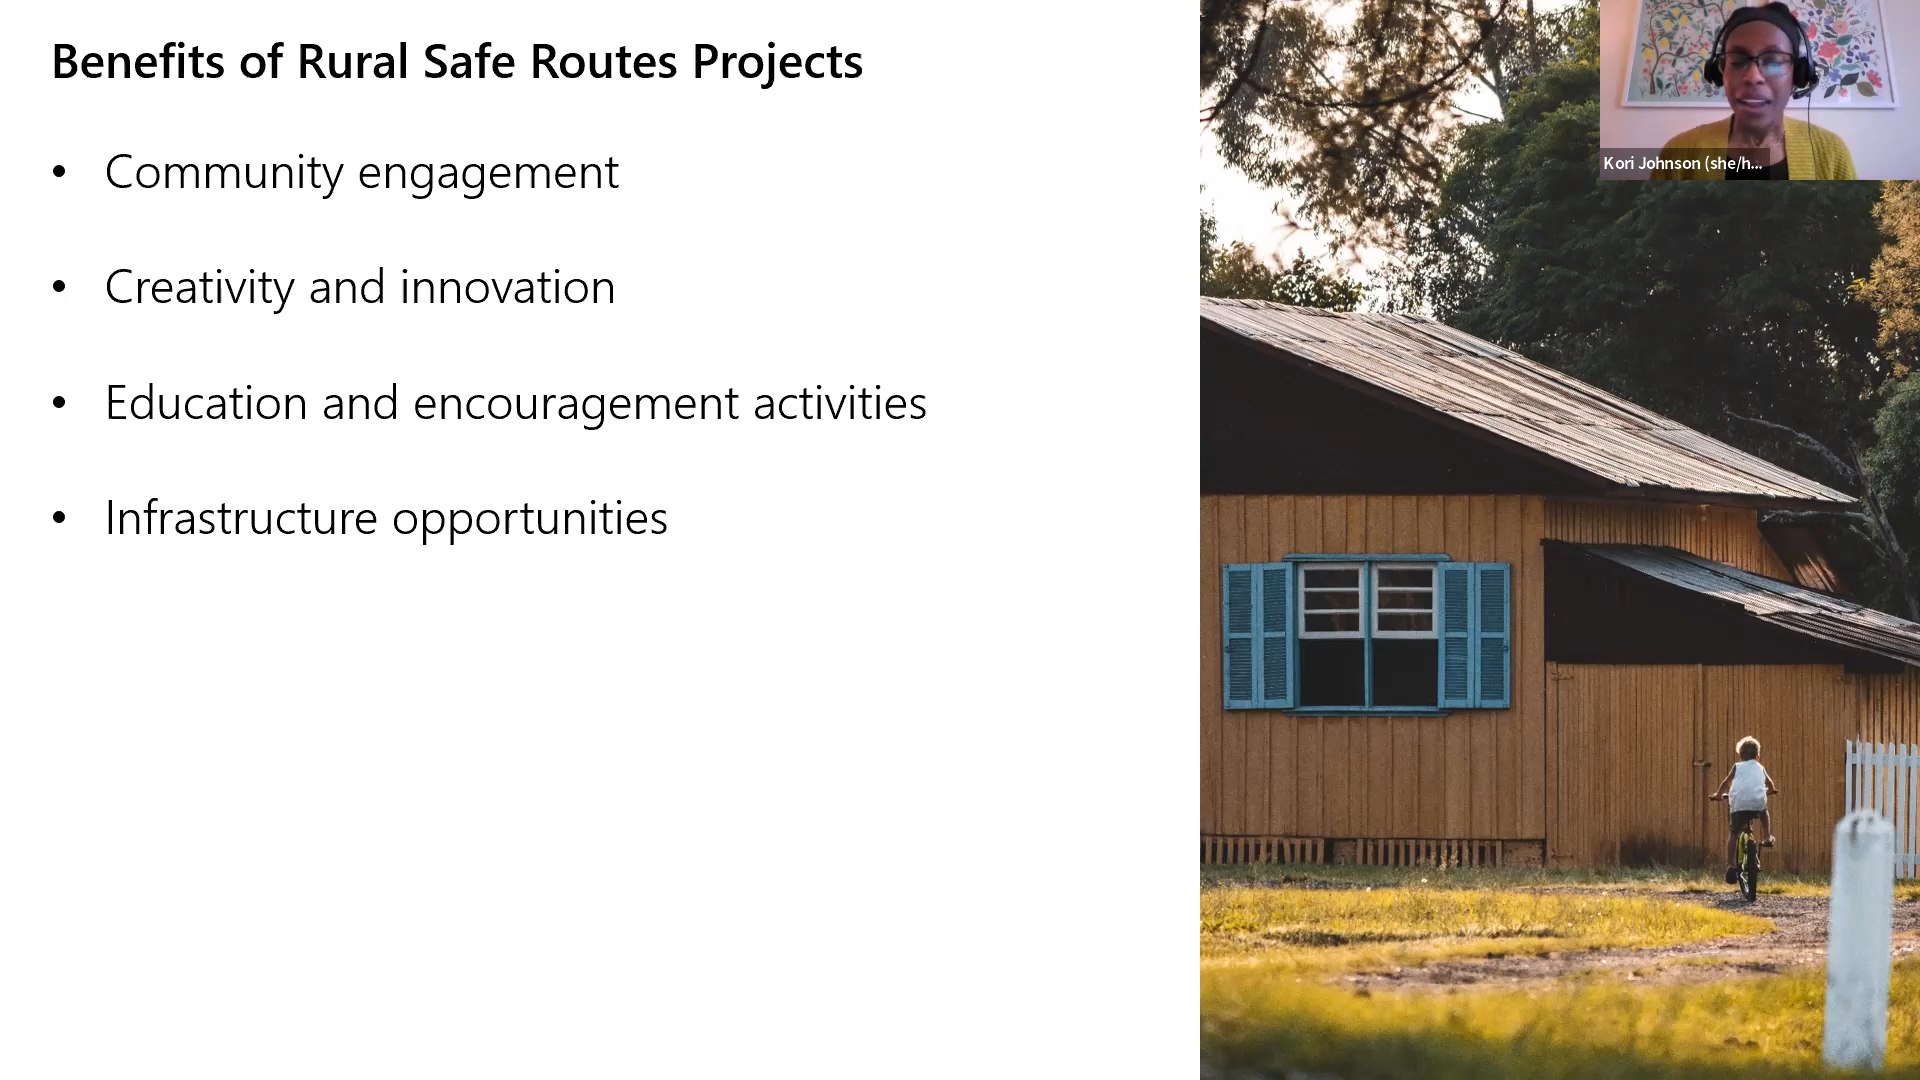 Benefits of Rural Safe Routes Projects
• Community engagement
• Creativity and innovation
• Education and encouragement activities
• Infrastructure opportunities
Kori Johnson (she/h...